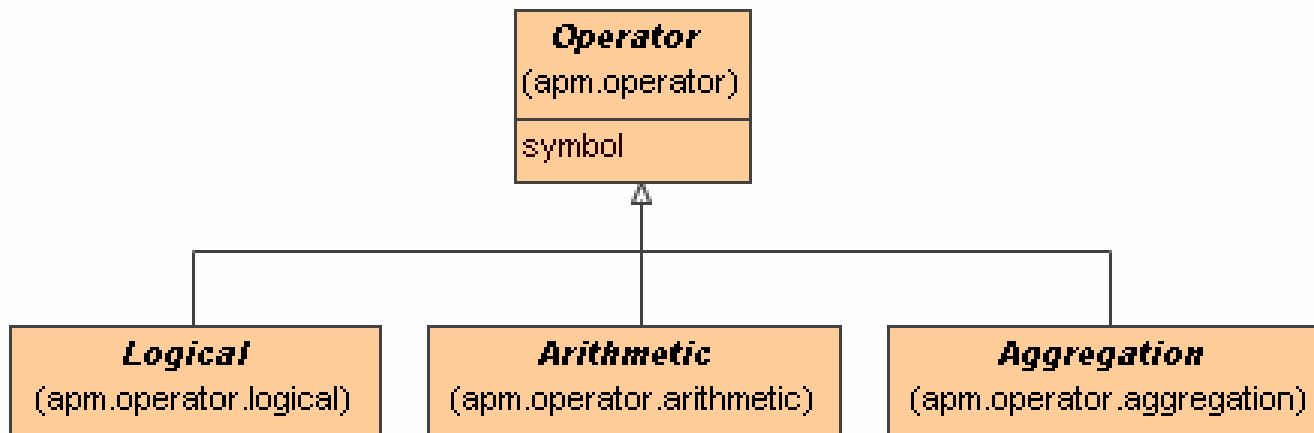 Operator
(apm.operator)
symbol
Logical
(apm.operator.logical)
Arithmetic
(apm.operator.arithmetic)
Aggregation
(apm.operator.aggregation)